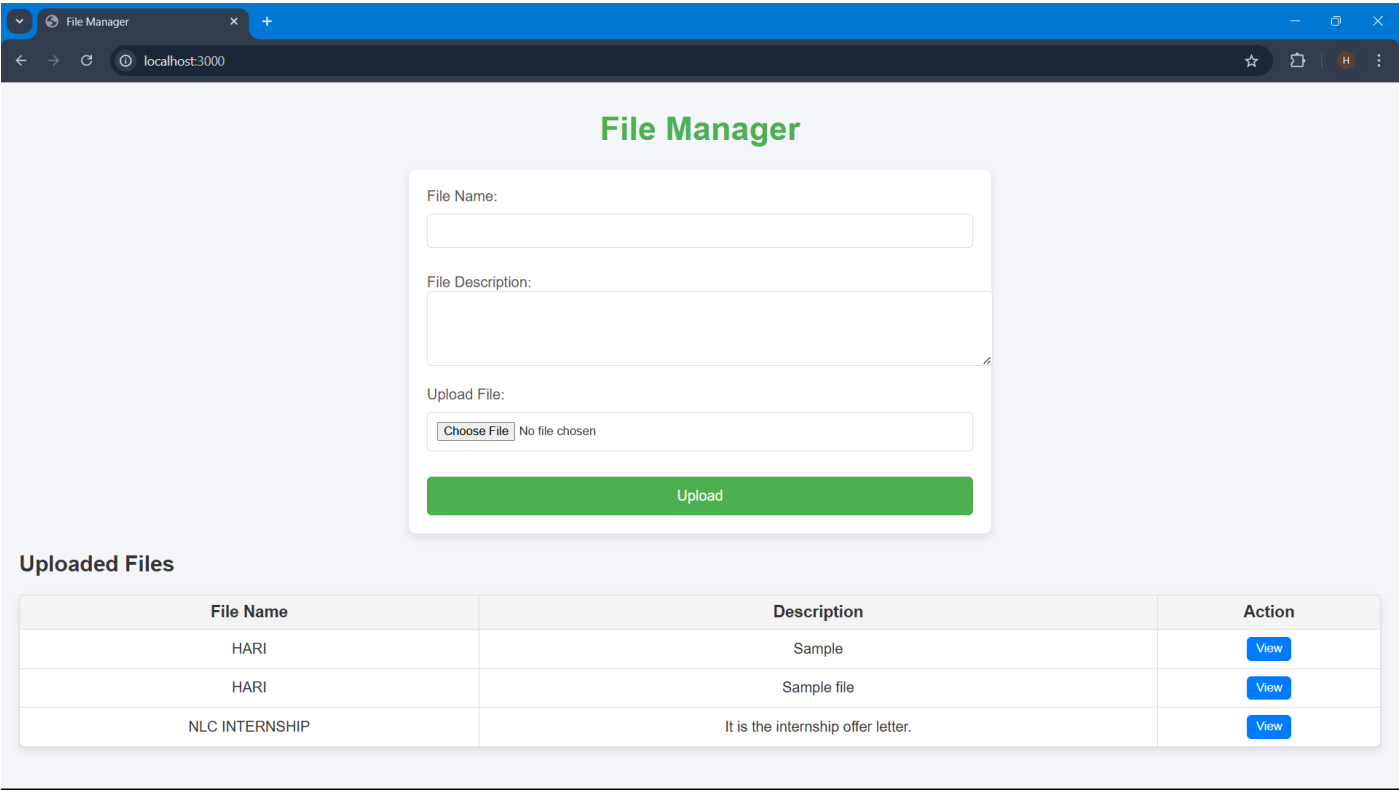 File Manager
localhost:3000
H
File Manager
File Name:
File Description:
Upload File:
Choose File No file chosen
Upload
Uploaded Files
File Name Description Action
HARI Sample View
HARI Sample file View
NLC INTERNSHIP It is the internship offer letter. View